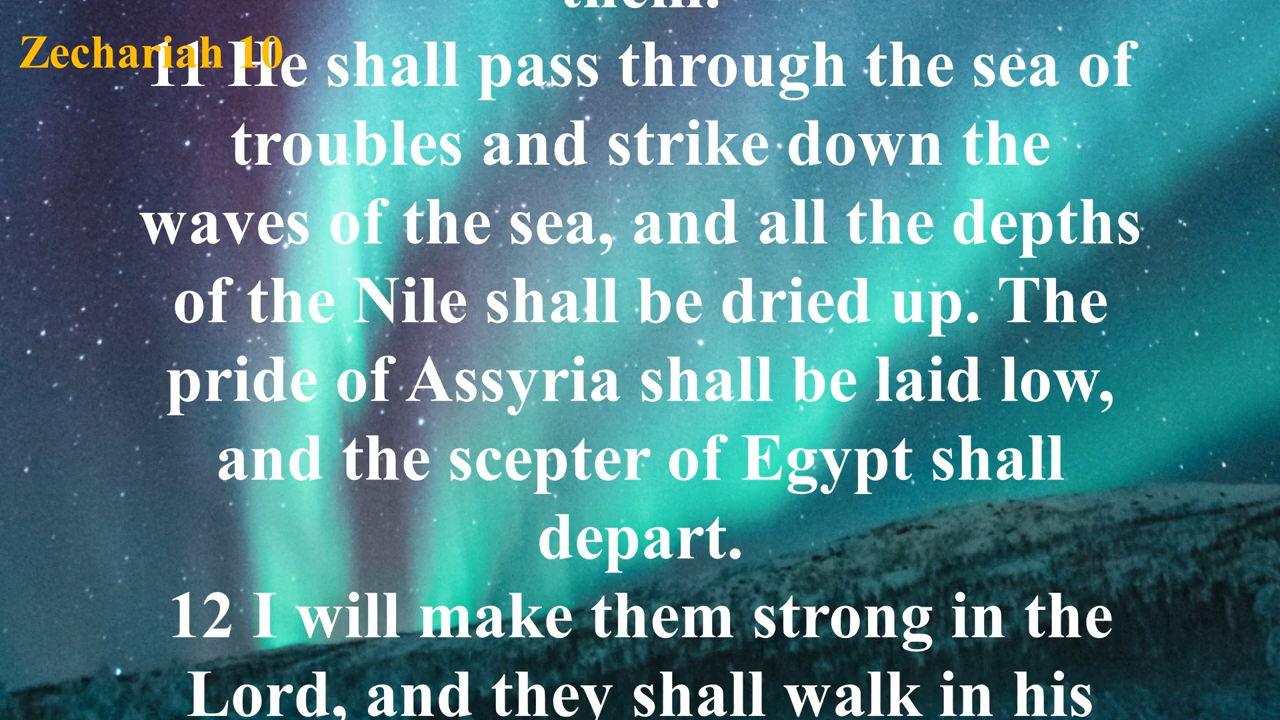 them.
Zechariah 10
11 He shall pass through the sea of
troubles and strike down the
waves of the sea, and all the depths
of the Nile shall be dried up. The
pride of Assyria shall be laid low,
and the scepter of Egypt shall
depart.
12 I will make them strong in the
Lord, and they shall walk in his